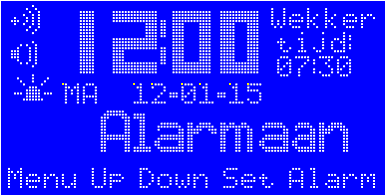 12:00
Wekker
tijd
07:30
MA 12-01-15
Alarmaan
Menu Up Down Set Alarm